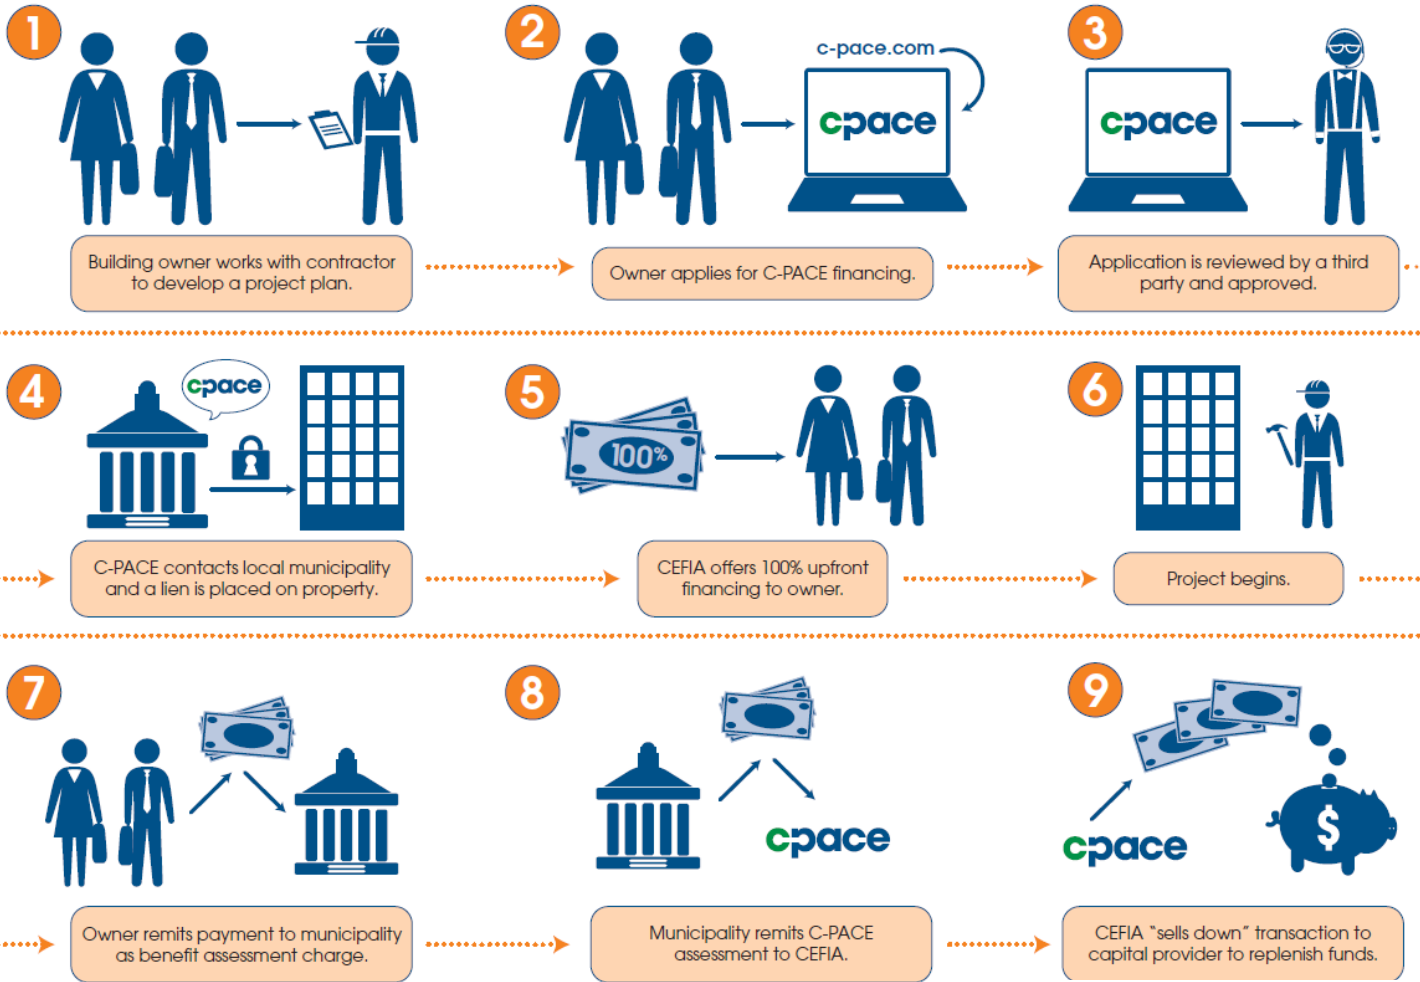 1
Building owner works with contractor
to develop a project plan.
2
c-pace.com
cpace
Owner applies for C-PACE financing.
3
cpace
Application is reviewed by a third
party and approved.
4
cpace
C-PACE contacts local municipality
and a lien is placed on property.
5
100%
CEFIA offers 100% upfront
financing to owner.
6
Project begins.
7
Owner remits payment to municipality
as benefit assessment charge.
8
cpace
Municipality remits C-PACE
assessment to CEFIA.
9
cpace
$
CEFIA "sells down" transaction to
capital provider to replenish funds.